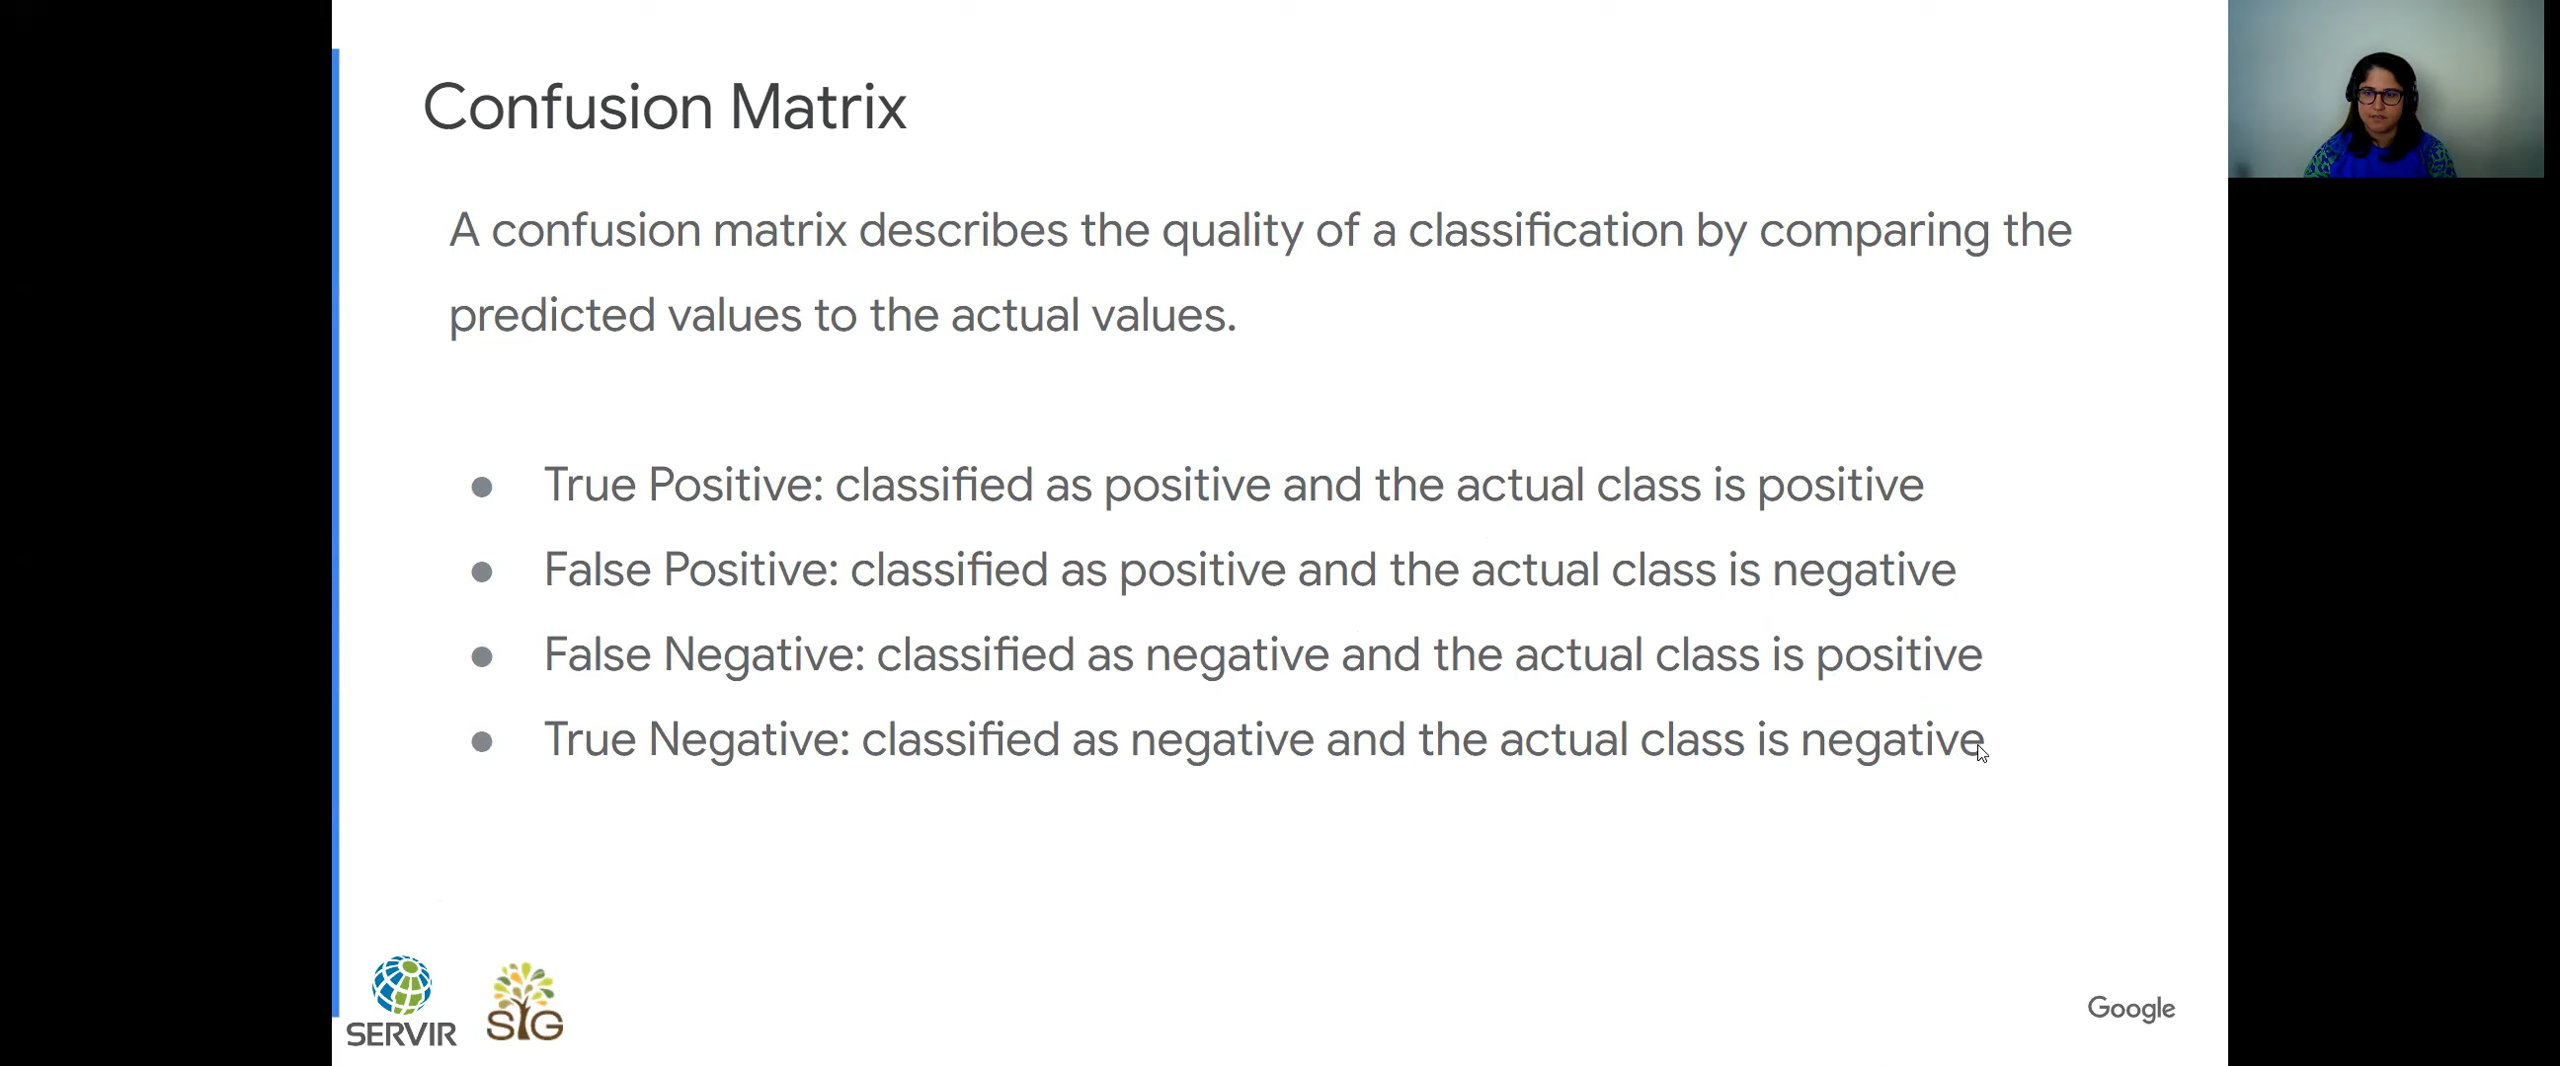 Confusion Matrix
A confusion matrix describes the quality of a classification by comparing the
predicted values to the actual values.
● True Positive: classified as positive and the actual class is positive
● False Positive: classified as positive and the actual class is negative
● False Negative: classified as negative and the actual class is positive
● True Negative: classified as negative and the actual class is negative
SERVIR
SIG
Google